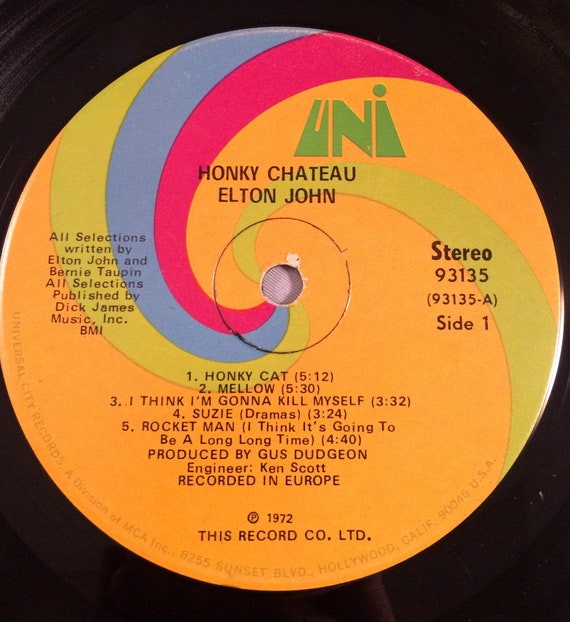 UNI
HONKY CHATEAU
ELTON JOHN
All Selections
written by
Elton John and
Bernie Taupin
All Selections
Published by
Dick James
Music, Inc.
BMI
Stereo
93135
(93135-A)
Side 1
1. HONKY CAT (5:12)
2. MELLOW (5:30)
3. I THINK I'M GONNA KILL MYSELF (3:32)
4. SUZIE (Dramas) (3:24)
5. ROCKET MAN (I Think It's Going To
Be A Long Long Time) (4:40)
PRODUCED BY GUS DUDGEON
Engineer: Ken Scott
RECORDED IN EUROPE
℗ 1972
THIS RECORD CO. LTD.
UNIVERSAL CITY RECORDS, A Division of MCA Inc., 8255 SUNSET BLVD., HOLLYWOOD, CALIF. 90046 U.S.A.